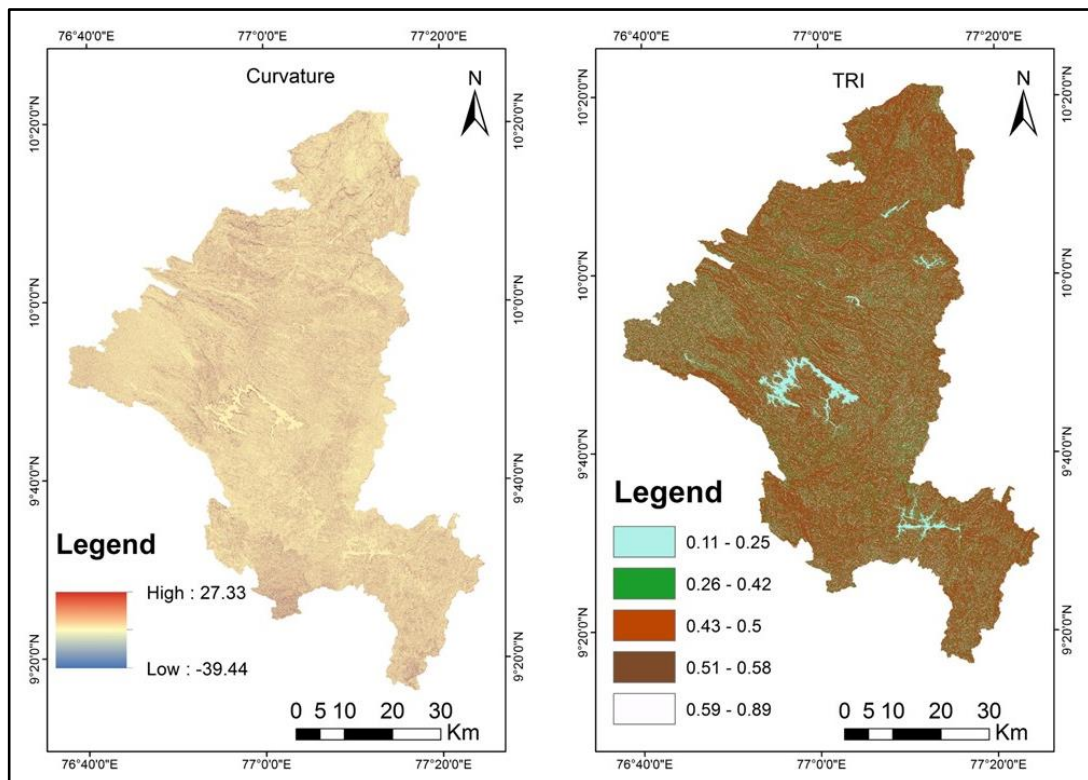 76°40'0"E 77°0'0"E 77°20'0"E
Curvature
N
10°20'0"N
10°0'0"N
9°40'0"N
9°20'0"N
10°20'0"N
10°0'0"N
9°40'0"N
9°20'0"N
Legend
High : 27.33
Low : -39.44
0 5 10 20 30
Km
76°40'0"E 77°0'0"E 77°20'0"E
76°40'0"E 77°0'0"E 77°20'0"E
TRI
N
10°20'0"N
10°0'0"N
9°40'0"N
9°20'0"N
10°20'0"N
10°0'0"N
9°40'0"N
9°20'0"N
Legend
0.11 - 0.25
0.26 - 0.42
0.43 - 0.5
0.51 - 0.58
0.59 - 0.89
0 5 10 20 30
Km
76°40'0"E 77°0'0"E 77°20'0"E